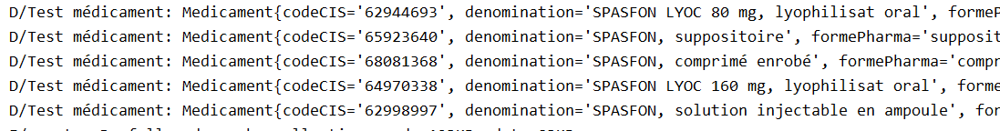 D/Test médicament: Medicament{codeCIS='62944693', denomination='SPASFON LYOC 80 mg, lyophilisat oral', formeP
D/Test médicament: Medicament{codeCIS='65923640', denomination='SPASFON, suppositoire', formePharma='supposit
D/Test médicament: Medicament{codeCIS='68081368', denomination='SPASFON, comprimé enrobé', formePharma='compr
D/Test médicament: Medicament{codeCIS='64970338', denomination='SPASFON LYOC 160 mg, lyophilisat oral', forme
D/Test médicament: Medicament{codeCIS='62998997', denomination='SPASFON, solution injectable en ampoule', for